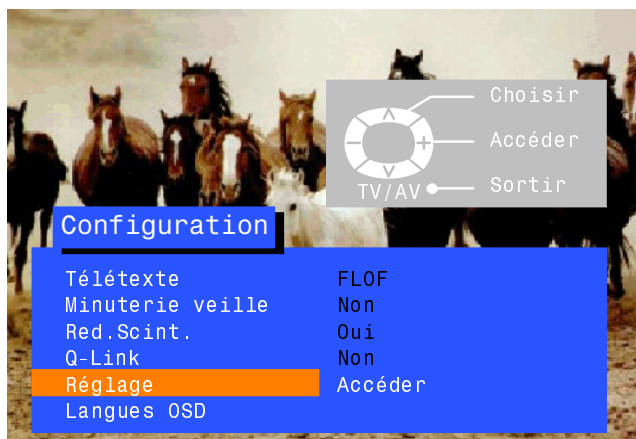 Choisir
Accéder
TV/AV Sortir
Configuration
Télétexte FLOF
Minuterie veille Non
Red.Scint. Oui
Q-Link Non
Réglage Accéder
Langues OSD